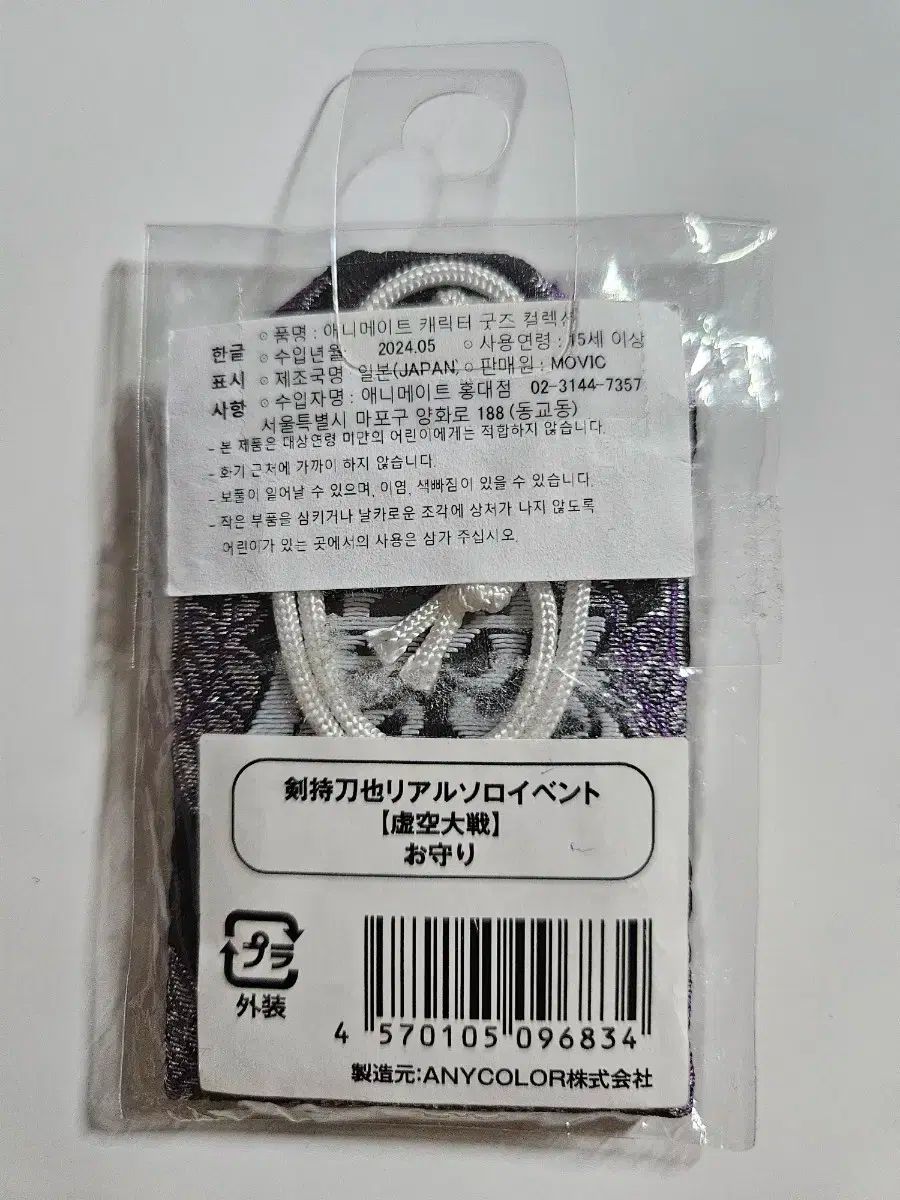 한글 표시 사항
ㅇ품명 : 애니메이트 캐릭터 굿즈 컬렉션
ㅇ수입년월 2024.05 ㅇ사용연령 : 15세 이상
ㅇ제조국명 일본(JAPAN) ㅇ판매원 : MOVIC
ㅇ수입자명 : 애니메이트 홍대점 02-3144-7357
서울특별시 마포구 양화로 188 (동교동)
- 본 제품은 대상연령 미만의 어린이에게는 적합하지 않습니다.
- 화기 근처에 가까이 하지 않습니다.
- 보풀이 일어날 수 있으며, 이염, 색빠짐이 있을 수 있습니다.
- 작은 부품을 삼키거나 날카로운 조각에 상처가 나지 않도록
어린이가 있는 곳에서의 사용은 삼가 주십시오.
剣持刀也リアルソロイベント
【虚空大戦】
お守り
プラ
外装
4 570105 096834
製造元:ANYCOLOR株式会社